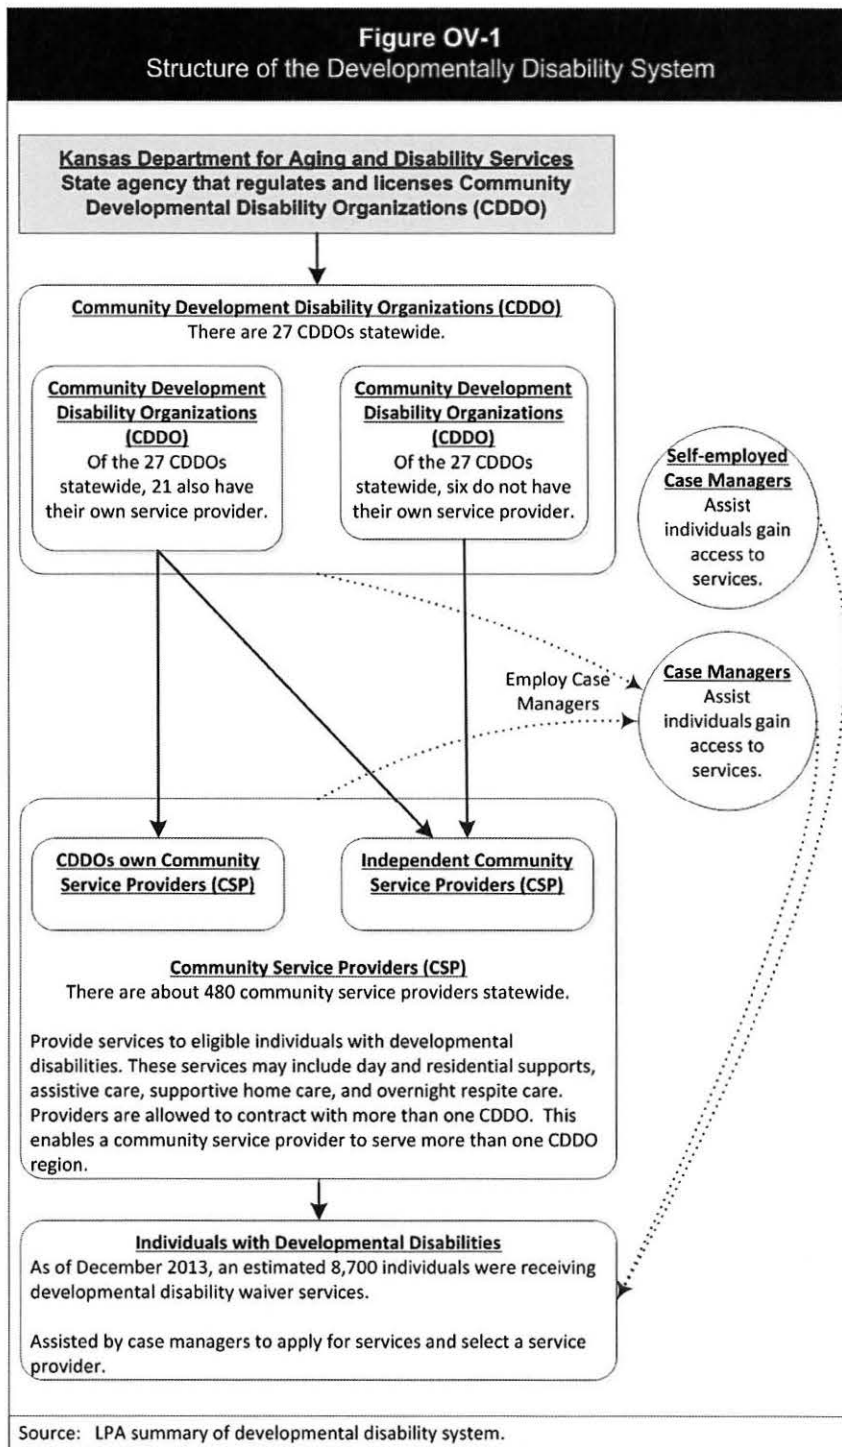 Figure OV-1
Structure of the Developmentally Disability System
Kansas Department for Aging and Disability Services
State agency that regulates and licenses Community
Developmental Disability Organizations (CDDO)
Community Development Disability Organizations (CDDO)
There are 27 CDDOs statewide.
Community Development
Disability Organizations
(CDDO)
Of the 27 CDDOs
statewide, 21 also have
their own service provider.
Community Development
Disability Organizations
(CDDO)
Of the 27 CDDOs
statewide, six do not have
their own service provider.
Self-employed
Case Managers
Assist
individuals gain
access to
services.
Employ Case
Managers
Case Managers
Assist
individuals gain
access to
services.
CDDOs own Community
Service Providers (CSP)
Independent Community
Service Providers (CSP)
Community Service Providers (CSP)
There are about 480 community service providers statewide.
Provide services to eligible individuals with developmental
disabilities. These services may include day and residential supports,
assistive care, supportive home care, and overnight respite care.
Providers are allowed to contract with more than one CDDO.  This
enables a community service provider to serve more than one CDDO
region.
Individuals with Developmental Disabilities
As of December 2013, an estimated 8,700 individuals were receiving
developmental disability waiver services.
Assisted by case managers to apply for services and select a service
provider.
Source:   LPA summary of developmental disability system.